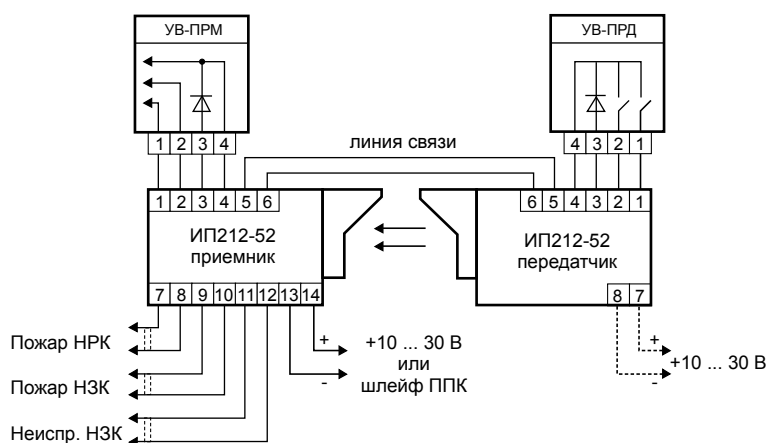 УВ-ПРМ
УВ-ПРД
1 2 3 4
4 3 2 1
линия связи
1 2 3 4 5 6
6 5 4 3 2 1
ИП212-52
приемник
ИП212-52
передатчик
7 8 9 10 11 12 13 14
8 7
Пожар НРК
+
+10 ... 30 В
или
шлейф ППК
-
+
+10 ... 30 В
-
Пожар НЗК
Неиспр. НЗК